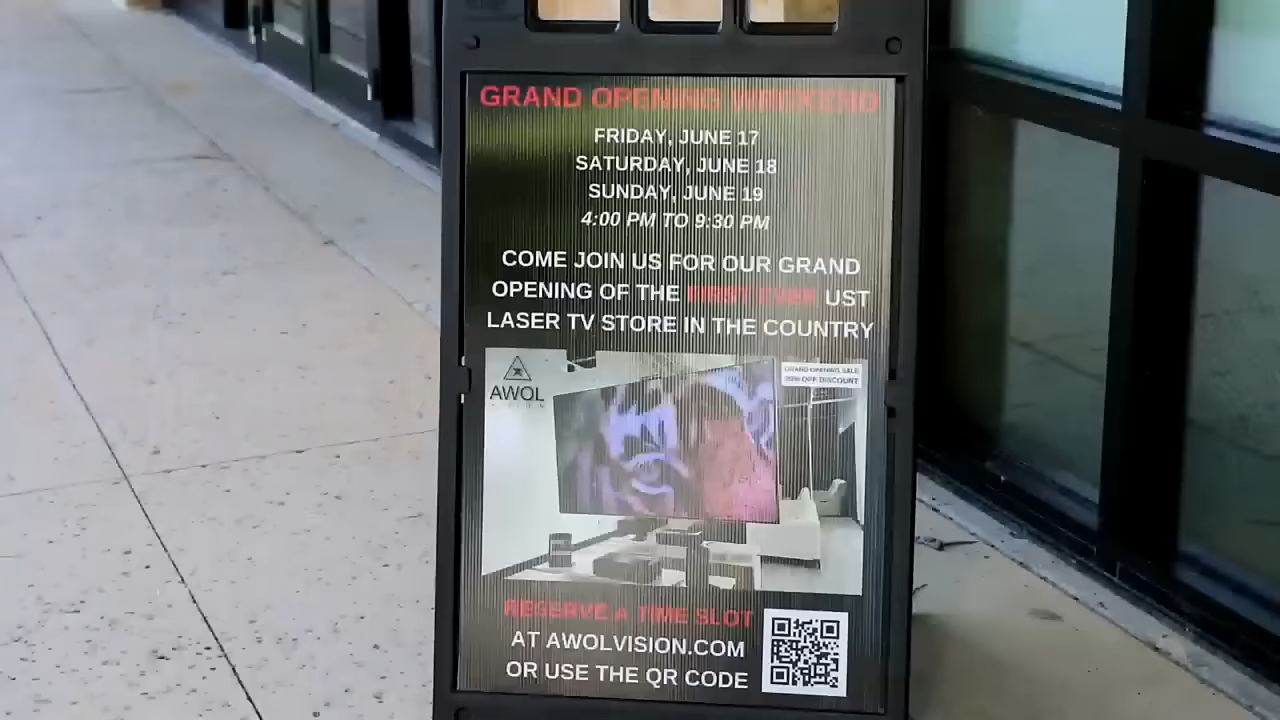 GRAND OPENING WEEKEND
FRIDAY, JUNE 17
SATURDAY, JUNE 18
SUNDAY, JUNE 19
4:00 PM TO 9:30 PM
COME JOIN US FOR OUR GRAND
OPENING OF THE FIRST EVER UST
LASER TV STORE IN THE COUNTRY
AWOL
GRAND OPENING SALE
OFF DISCOUNT
RESERVE A TIME SLOT
AT AWOLVISION.COM
OR USE THE QR CODE